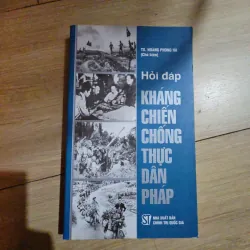 TS. HOÀNG PHONG HÀ
(Chủ biên)
Hỏi đáp
KHÁNG
CHIẾN
CHỐNG
THỰC
DÂN
PHÁP
ST
NHÀ XUẤT BẢN
CHÍNH TRỊ QUỐC GIA